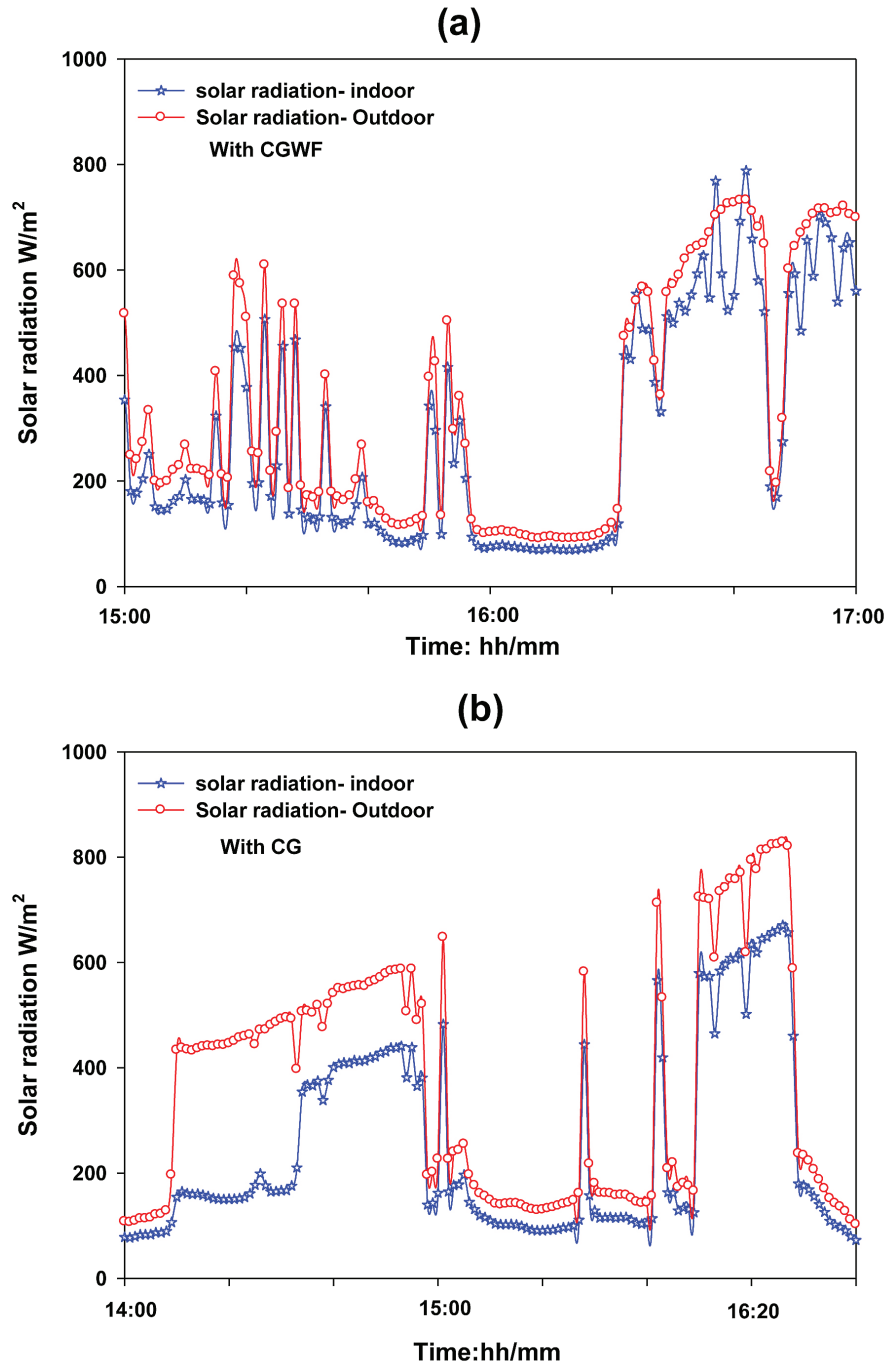 (a)
1000
800
600
400
200
0
Solar radiation W/m²
solar radiation- indoor
Solar radiation- Outdoor
With CGWF
15:00
16:00
17:00
Time: hh/mm
(b)
1000
800
600
400
200
0
Solar radiation W/m²
solar radiation- indoor
Solar radiation- Outdoor
With CG
14:00
15:00
16:20
Time:hh/mm